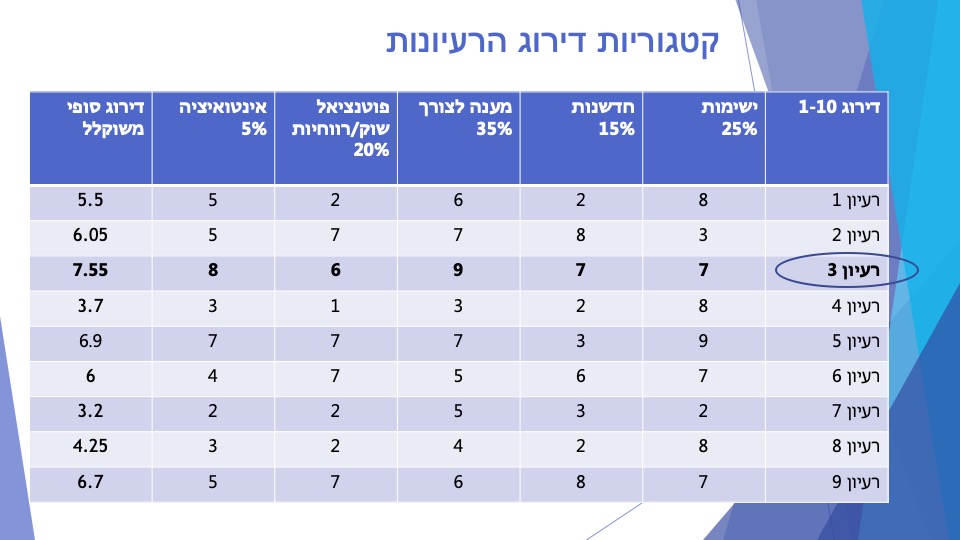 קטגוריות דירוג הרעיונות
דירוג 1-10 ישימות 25% חדשנות 15% מענה לצורך 35% פוטנציאל שוק/רווחיות 20% אינטואיציה 5% דירוג סופי משוקלל
רעיון 1 8 2 6 2 5 5.5
רעיון 2 3 8 7 7 5 6.05
רעיון 3 7 7 9 6 8 7.55
רעיון 4 8 2 3 1 3 3.7
רעיון 5 9 3 7 7 7 6.9
רעיון 6 7 6 5 7 4 6
רעיון 7 2 3 5 2 2 3.2
רעיון 8 8 2 4 2 3 4.25
רעיון 9 7 8 6 7 5 6.7